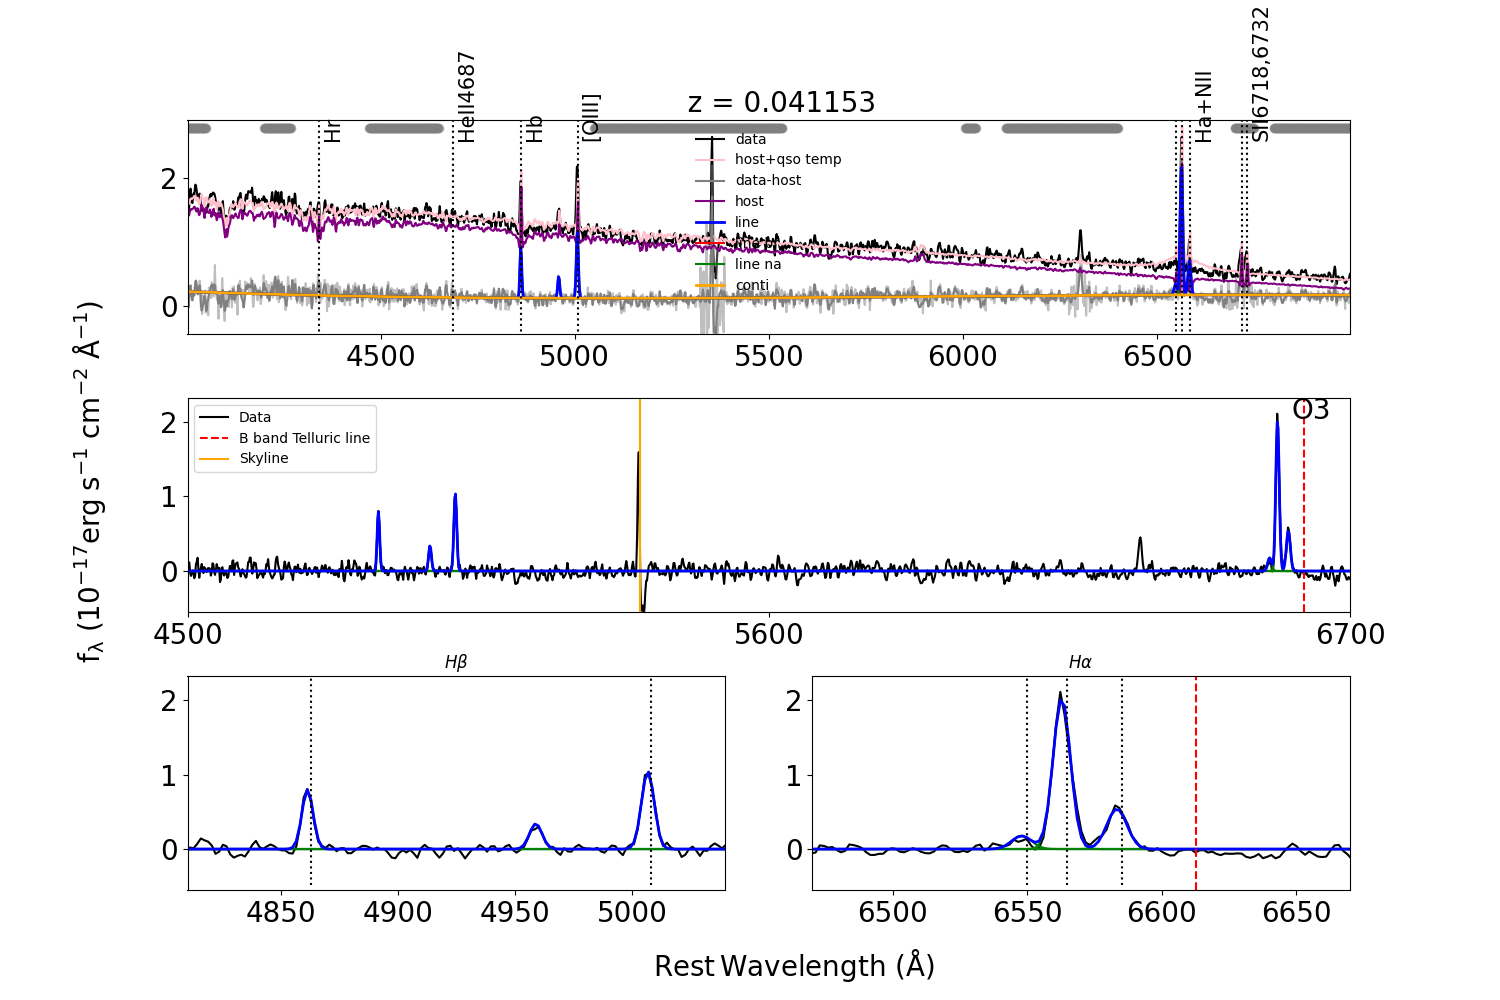 z = 0.041153
Hr
HeII4687
Hb
[OIII]
Ha+NII
SII6718,6732
data
host+qso temp
data-host
host
line
line na
conti
2
0
4500
5000
5500
6000
6500
Data
B band Telluric line
Skyline
O3
2
1
0
4500
5600
6700
fλ (10⁻¹⁷erg s⁻¹ cm⁻² Å⁻¹)
Hβ
2
1
0
4850
4900
4950
5000
Hα
2
1
0
6500
6550
6600
6650
Rest Wavelength (Å)